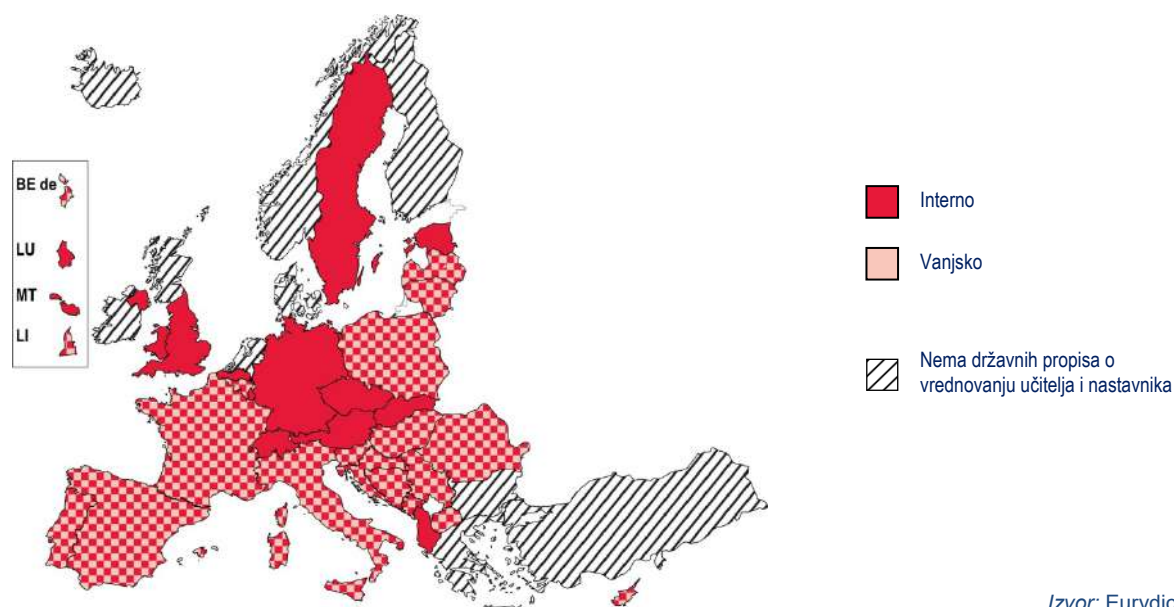 BE de
LU
MT
LI
Interno
Vanjsko
Nema državnih propisa o
vrednovanju učitelja i nastavnika
Izvor: Eurydic